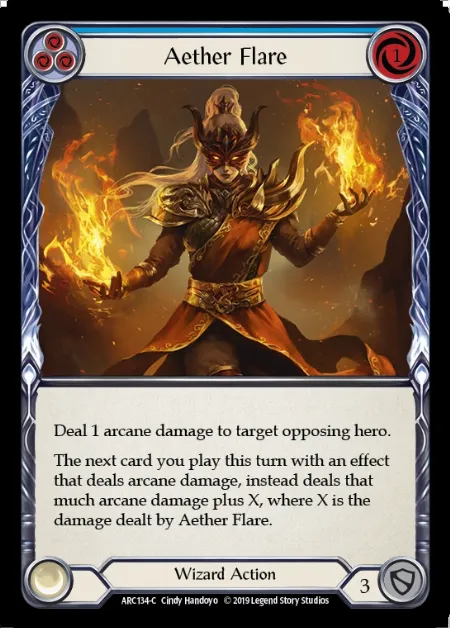 Aether Flare
1
Deal 1 arcane damage to target opposing hero.
The next card you play this turn with an effect
that deals arcane damage, instead deals that
much arcane damage plus X, where X is the
damage dealt by Aether Flare.
Wizard Action
3
ARC134-C Cindy Handoyo © 2019 Legend Story Studios